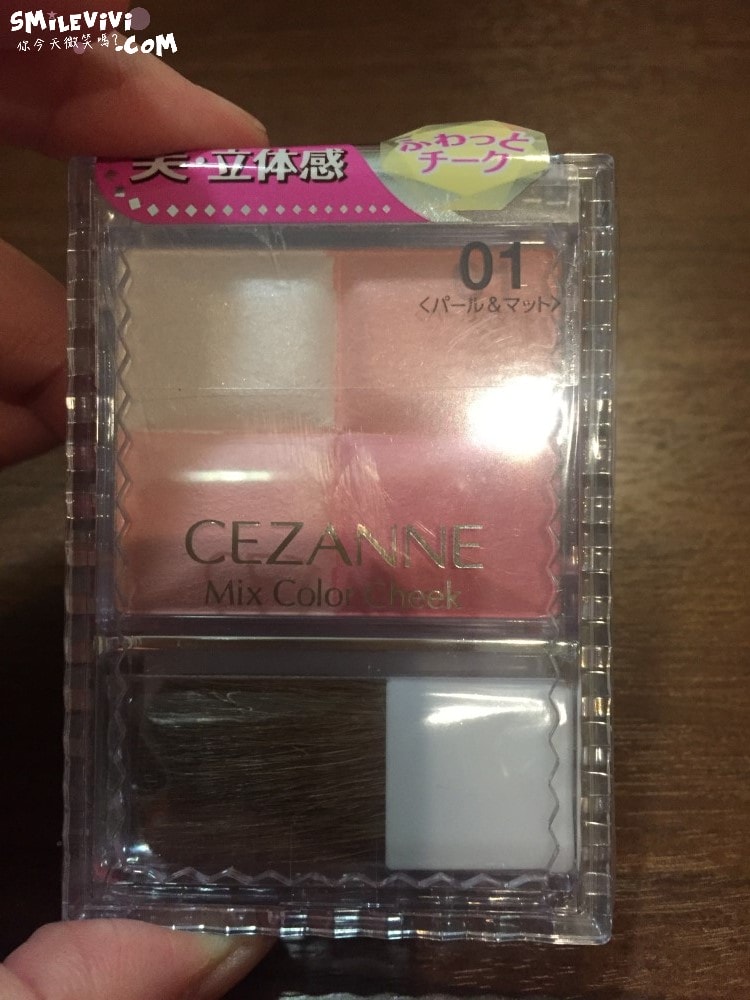 SMILEVIVI
你今天微笑嗎?.COM
美・立体感
ふわっと
チーク
01
<パール&マット>
CEZANNE
Mix Color Cheek